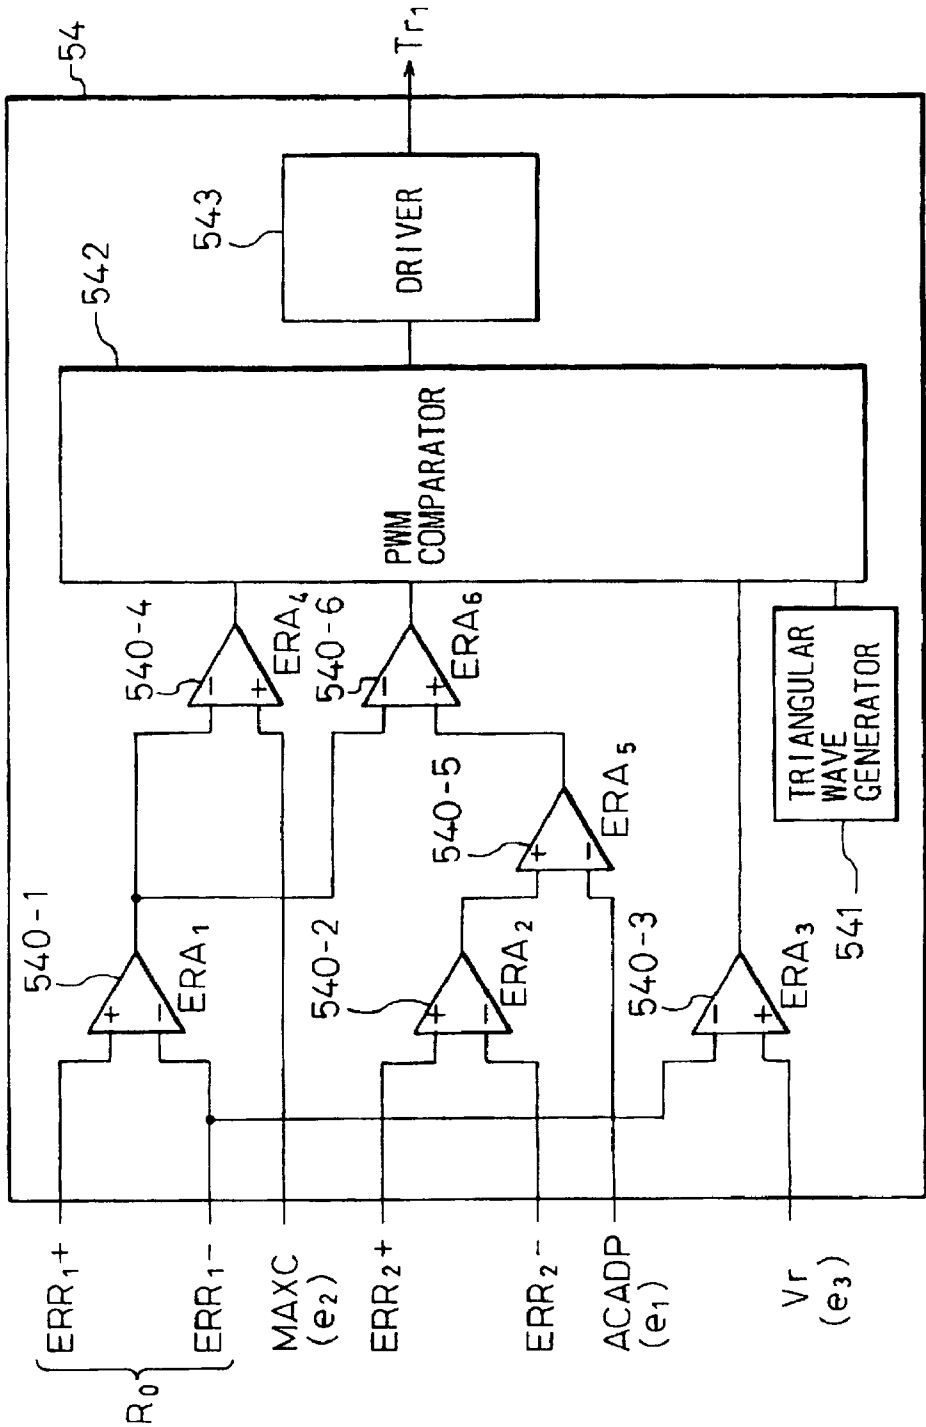 54
Tr1
543
DRIVER
542
PWM
COMPARATOR
540-4
ERA4
540-6
ERA6
540-5
ERA5
TRIANGULAR
WAVE
GENERATOR
541
540-1
ERA1
540-2
ERA2
540-3
ERA3
+
−
+
−
−
+
−
+
+
−
−
+
R0
ERR1+
ERR1−
MAXC
(e2)
ERR2+
ERR2−
ACADP
(e1)
Vr
(e3)